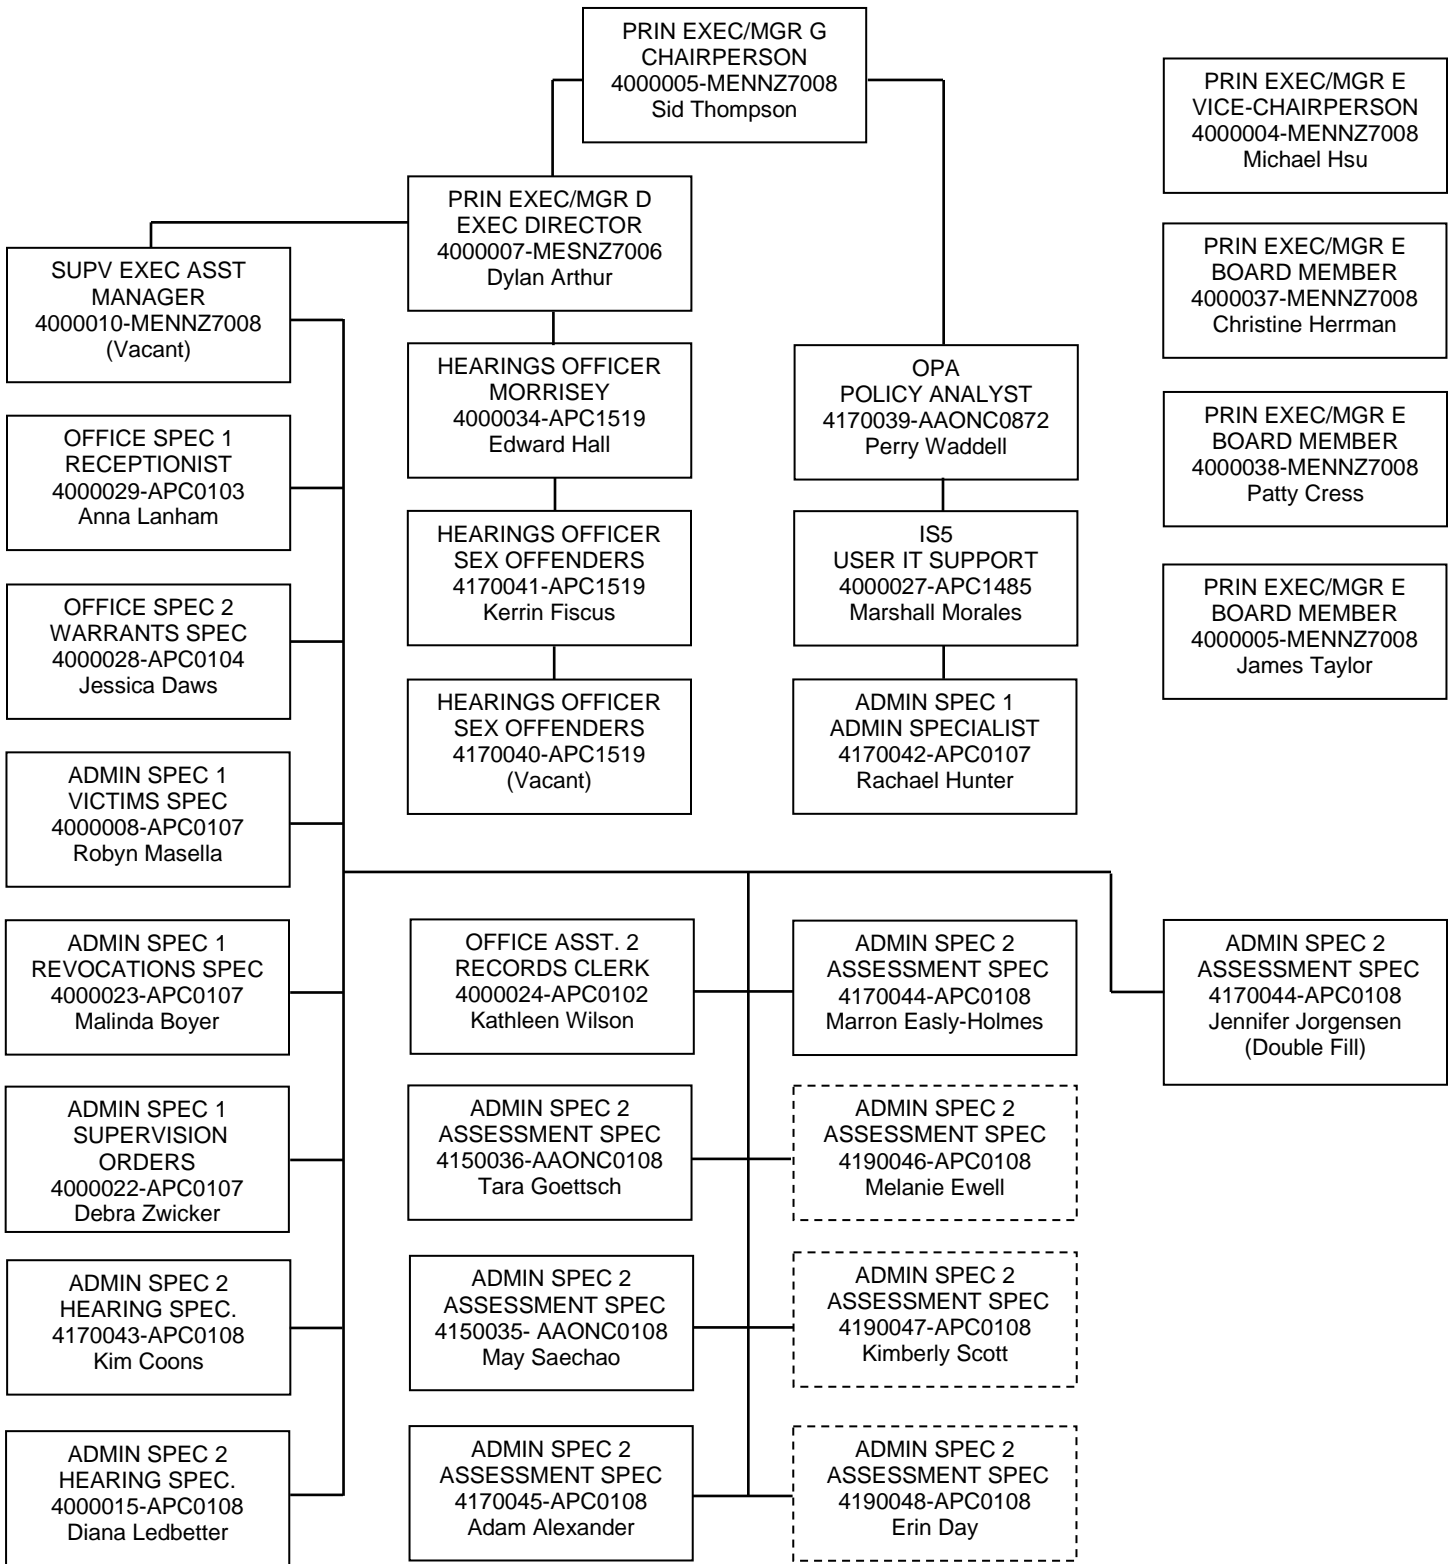 PRIN EXEC/MGR G
CHAIRPERSON
4000005-MENNZ7008
Sid Thompson
PRIN EXEC/MGR E
VICE-CHAIRPERSON
4000004-MENNZ7008
Michael Hsu
PRIN EXEC/MGR D
EXEC DIRECTOR
4000007-MESNZ7006
Dylan Arthur
PRIN EXEC/MGR E
BOARD MEMBER
4000037-MENNZ7008
Christine Herrman
SUPV EXEC ASST
MANAGER
4000010-MENNZ7008
(Vacant)
HEARINGS OFFICER
MORRISEY
4000034-APC1519
Edward Hall
OPA
POLICY ANALYST
4170039-AAONC0872
Perry Waddell
PRIN EXEC/MGR E
BOARD MEMBER
4000038-MENNZ7008
Patty Cress
OFFICE SPEC 1
RECEPTIONIST
4000029-APC0103
Anna Lanham
HEARINGS OFFICER
SEX OFFENDERS
4170041-APC1519
Kerrin Fiscus
IS5
USER IT SUPPORT
4000027-APC1485
Marshall Morales
PRIN EXEC/MGR E
BOARD MEMBER
4000005-MENNZ7008
James Taylor
OFFICE SPEC 2
WARRANTS SPEC
4000028-APC0104
Jessica Daws
HEARINGS OFFICER
SEX OFFENDERS
4170040-APC1519
(Vacant)
ADMIN SPEC 1
ADMIN SPECIALIST
4170042-APC0107
Rachael Hunter
ADMIN SPEC 1
VICTIMS SPEC
4000008-APC0107
Robyn Masella
ADMIN SPEC 1
REVOCATIONS SPEC
4000023-APC0107
Malinda Boyer
OFFICE ASST. 2
RECORDS CLERK
4000024-APC0102
Kathleen Wilson
ADMIN SPEC 2
ASSESSMENT SPEC
4170044-APC0108
Marron Easly-Holmes
ADMIN SPEC 2
ASSESSMENT SPEC
4170044-APC0108
Jennifer Jorgensen
(Double Fill)
ADMIN SPEC 1
SUPERVISION
ORDERS
4000022-APC0107
Debra Zwicker
ADMIN SPEC 2
ASSESSMENT SPEC
4150036-AAONC0108
Tara Goettsch
ADMIN SPEC 2
ASSESSMENT SPEC
4190046-APC0108
Melanie Ewell
ADMIN SPEC 2
HEARING SPEC.
4170043-APC0108
Kim Coons
ADMIN SPEC 2
ASSESSMENT SPEC
4150035- AAONC0108
May Saechao
ADMIN SPEC 2
ASSESSMENT SPEC
4190047-APC0108
Kimberly Scott
ADMIN SPEC 2
HEARING SPEC.
4000015-APC0108
Diana Ledbetter
ADMIN SPEC 2
ASSESSMENT SPEC
4170045-APC0108
Adam Alexander
ADMIN SPEC 2
ASSESSMENT SPEC
4190048-APC0108
Erin Day